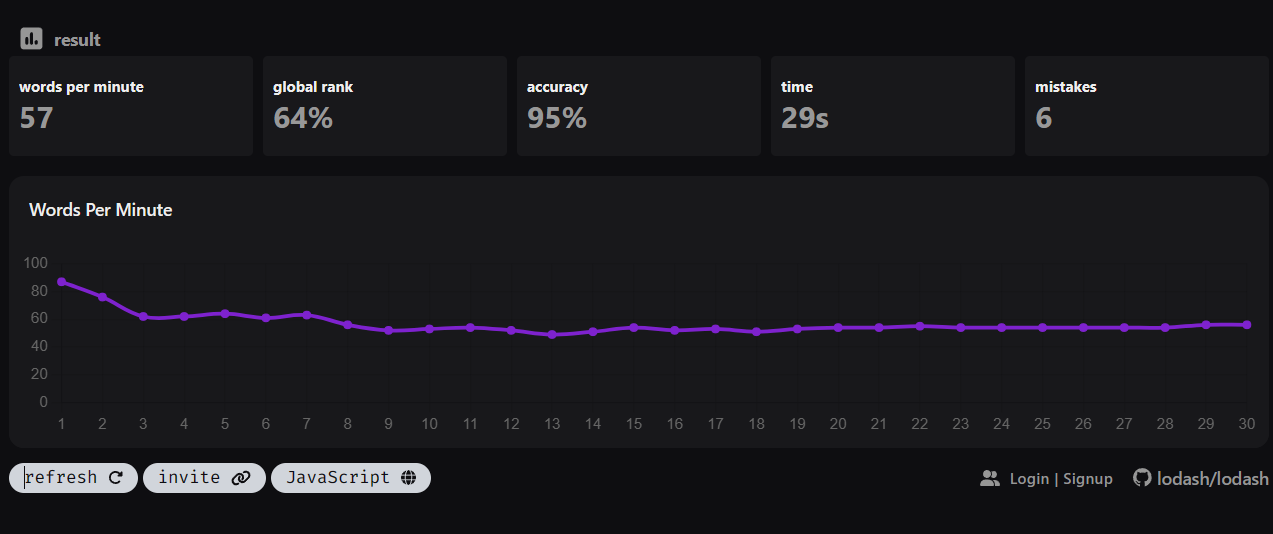 result
words per minute
57
global rank
64%
accuracy
95%
time
29s
mistakes
6
Words Per Minute
100
80
60
40
20
0
1 2 3 4 5 6 7 8 9 10 11 12 13 14 15 16 17 18 19 20 21 22 23 24 25 26 27 28 29 30
refresh invite JavaScript Login | Signup lodash/lodash